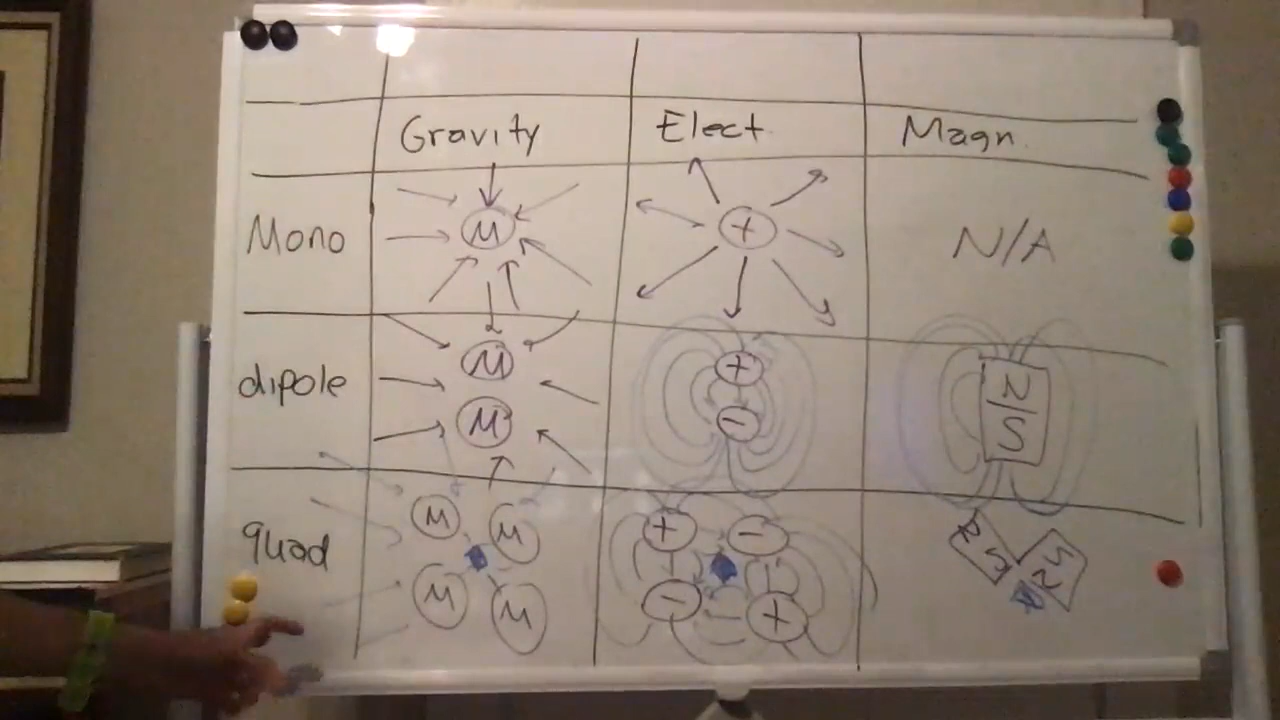 Gravity Elect. Magn.
Mono M + N/A
dipole M + N
M - S
quad M M + - N S S N
M M - +